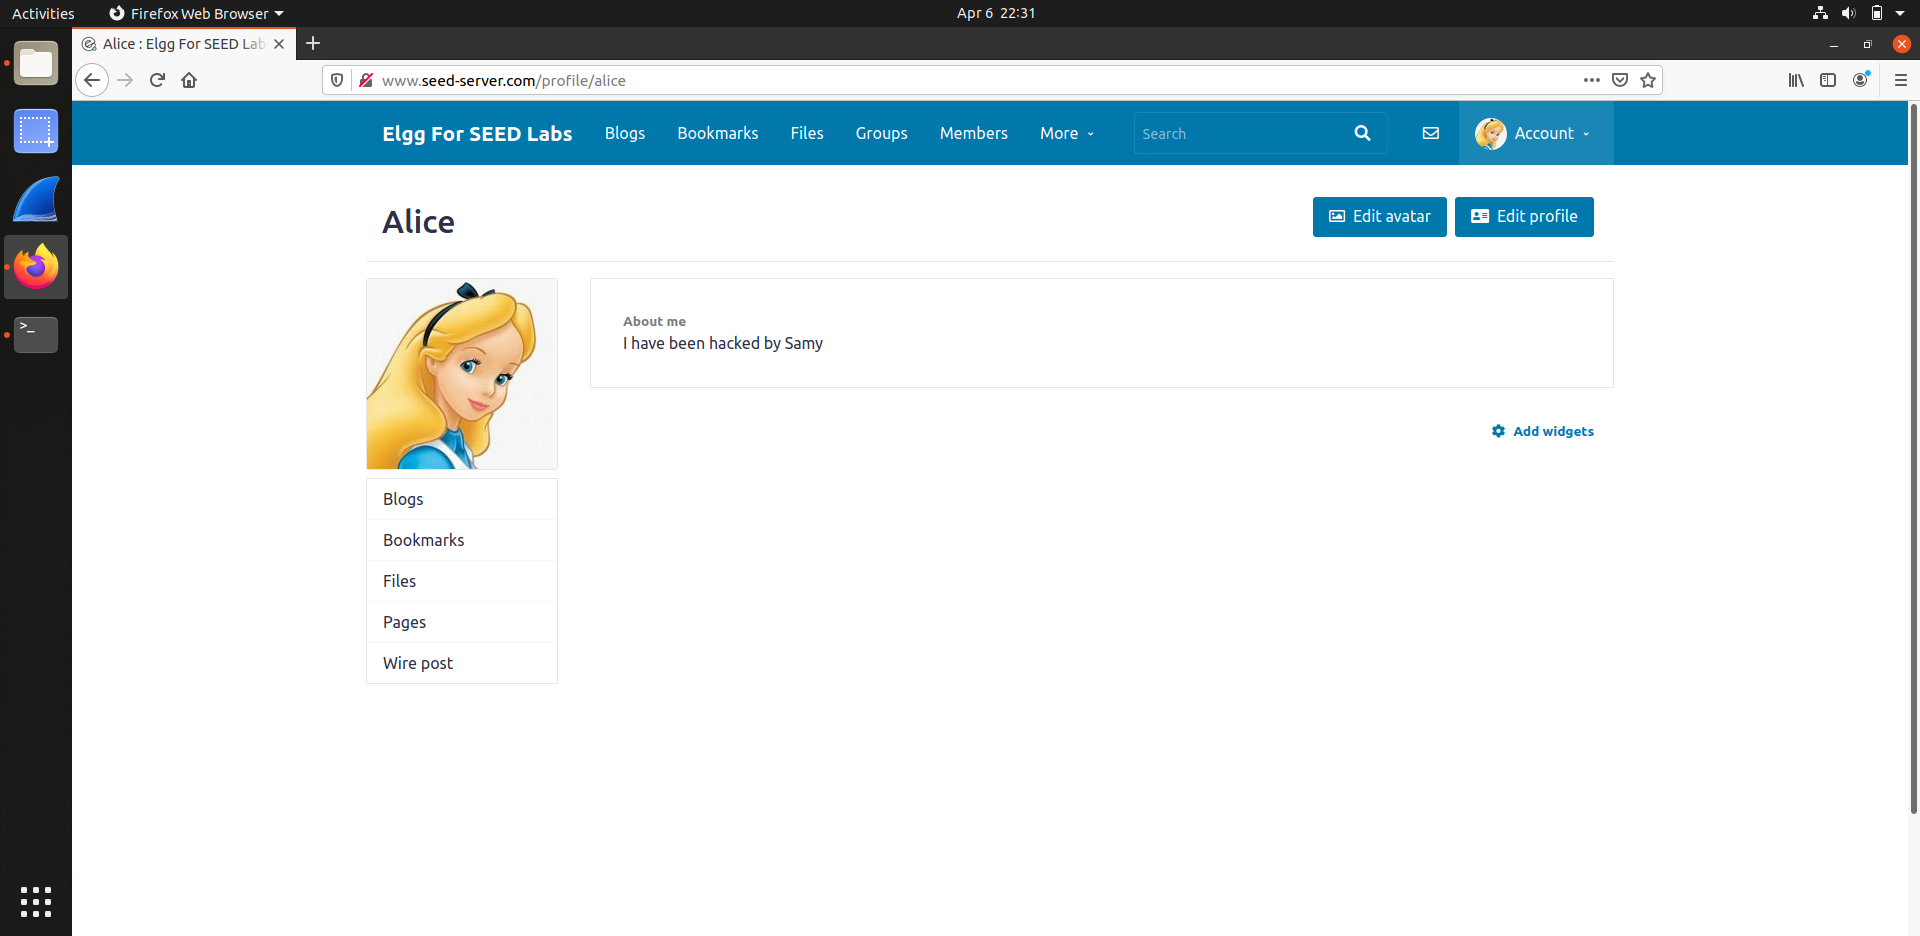 Activities
Firefox Web Browser
Apr 6 22:31
Alice : Elgg For SEED Lab
www.seed-server.com/profile/alice
Elgg For SEED Labs
Blogs
Bookmarks
Files
Groups
Members
More
Search
Account
Alice
Edit avatar
Edit profile
About me
I have been hacked by Samy
Add widgets
Blogs
Bookmarks
Files
Pages
Wire post